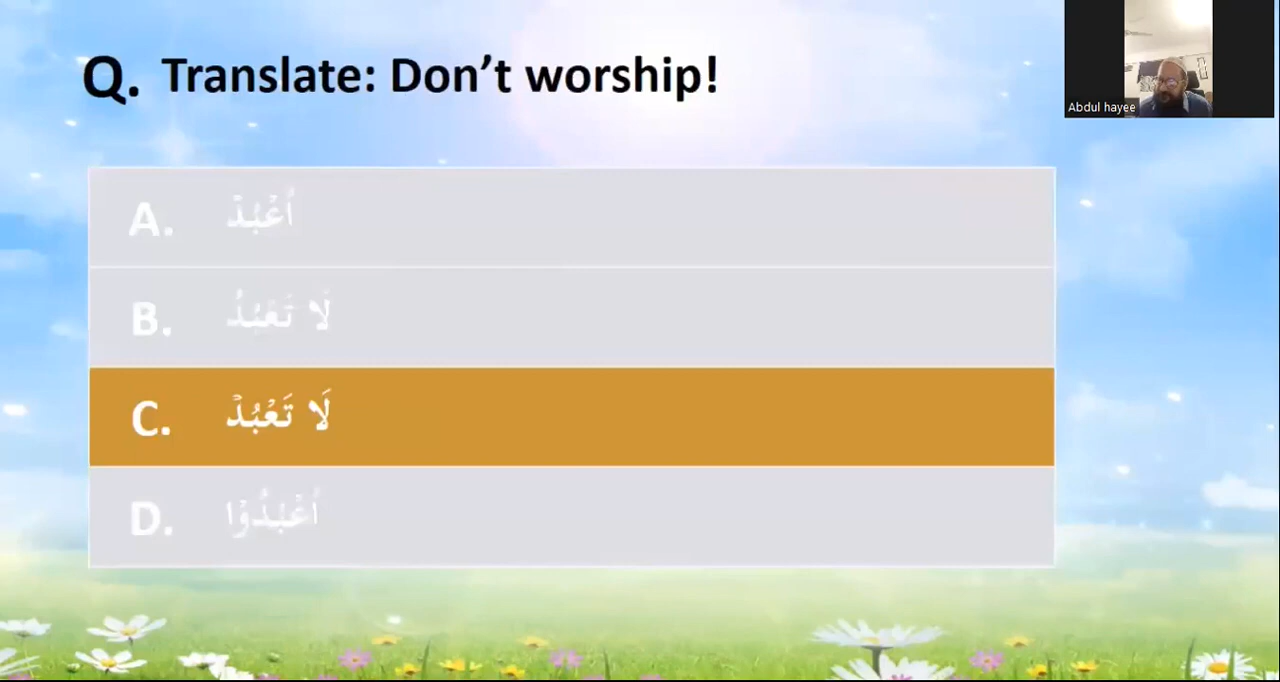 Q. Translate: Don’t worship!
Abdul hayee
A. اُعْبُدْ
B. لَا تَعْبُدُ
C. لَا تَعْبُدْ
D. اُعْبُدُوْا